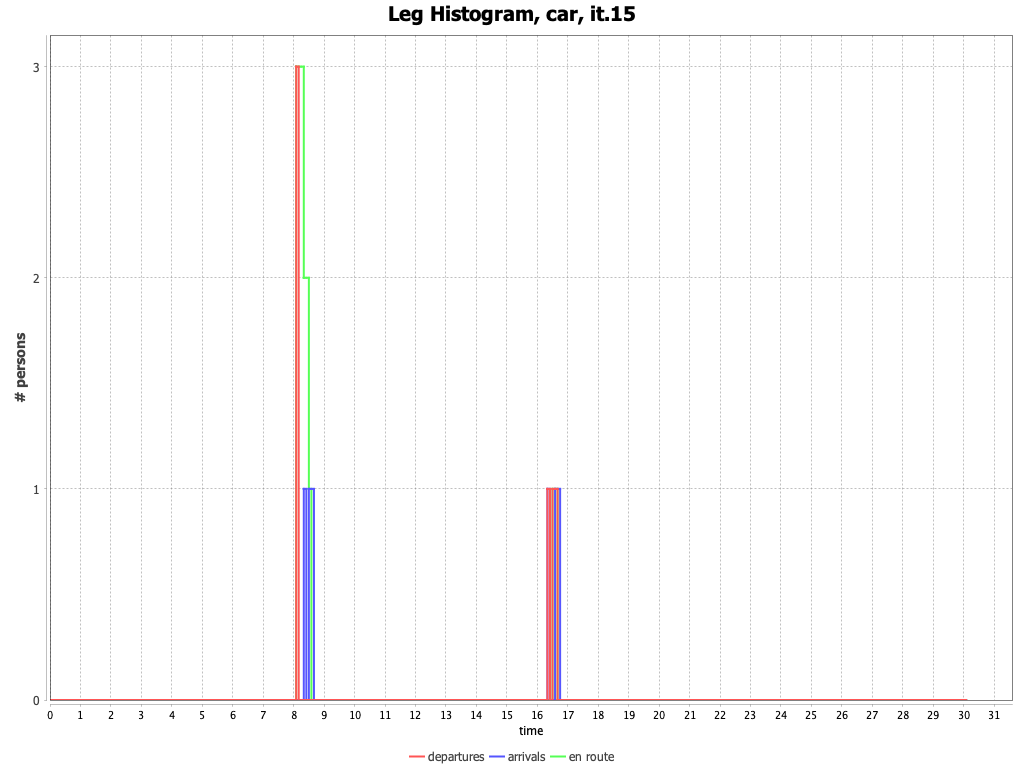 Leg Histogram, car, it.15
# persons
3
2
1
0
0 1 2 3 4 5 6 7 8 9 10 11 12 13 14 15 16 17 18 19 20 21 22 23 24 25 26 27 28 29 30 31
time
departures arrivals en route